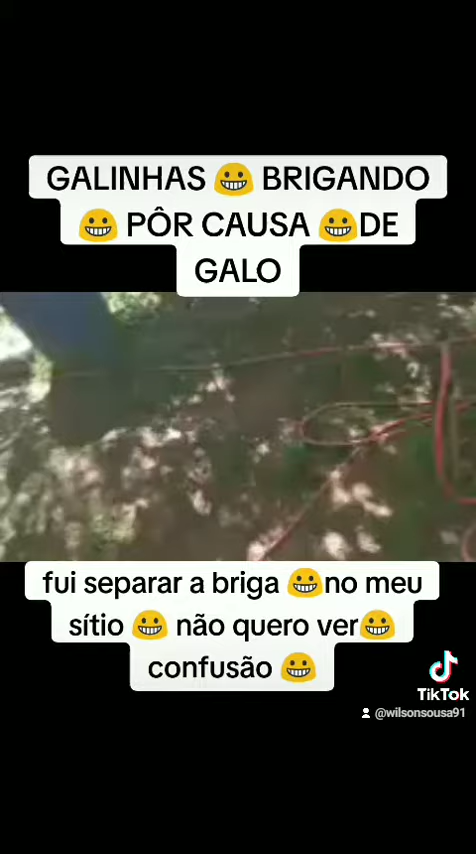 GALINHAS 😀 BRIGANDO
😀 PÔR CAUSA 😀DE
GALO
fui separar a briga 😀no meu
sítio 😀 não quero ver😀
confusão 😀
TikTok
@wilsonsousa91